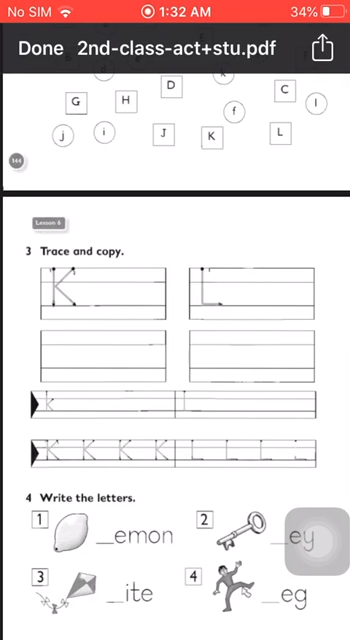 No SIM 1:32 AM 34%
Done 2nd-class-act+stu.pdf
D
C
G
H
l
f
j
i
J
K
L
144
Lesson 6
3 Trace and copy.
K L
k l
K K K K L L L L
4 Write the letters.
1 _emon 2 _ey
3 _ite 4 _eg